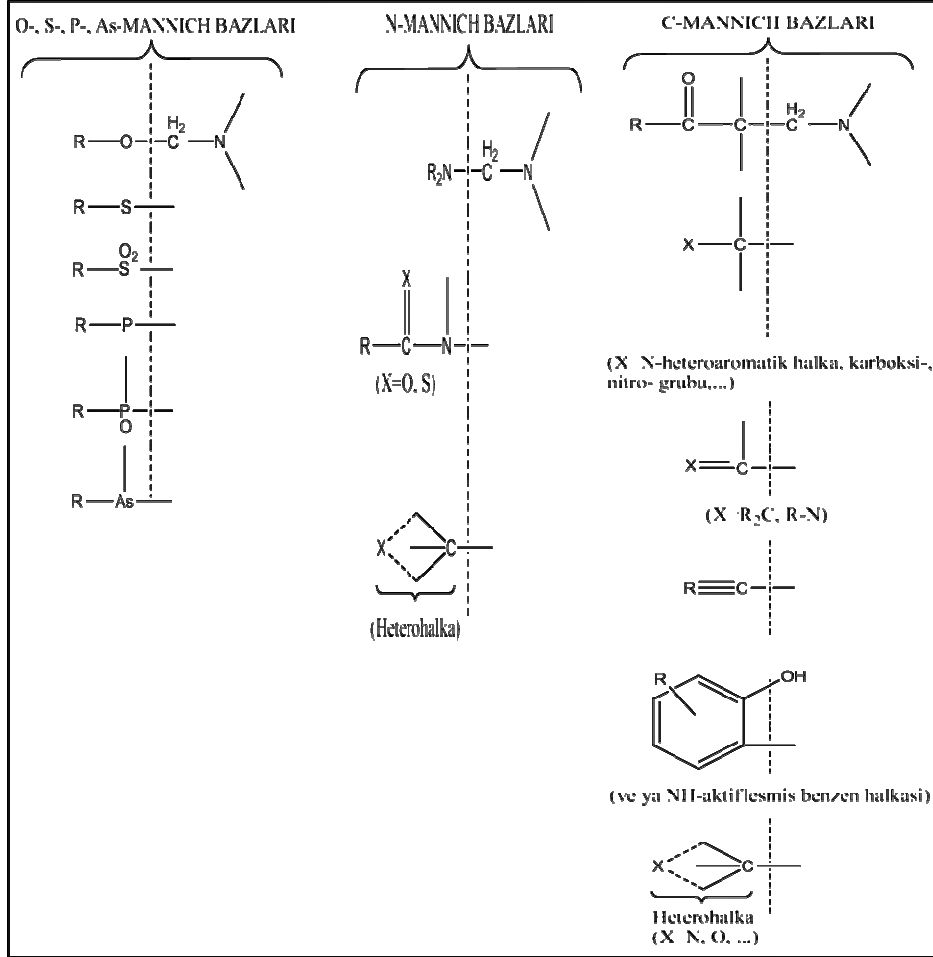 O-, S-, P-, As-MANNICH BAZLARI
R—O—C—N
H2
R—S
O2
R—S
R—P
R—P
O
R—As
N-MANNICH BAZLARI
H2
R2N—C—N
X
R—C—N
(X=O, S)
X C
(Heterohalka)
C-MANNICH BAZLARI
O
H2
R—C—C—C—N
X—C
(X N-heteroaromatik halka, karboksi-,
nitro- grubu,...)
X=C
(X R2C, R-N)
R≡C
R
OH
(ve ya NH-aktiflesmis benzen halkasi)
X C
Heterohalka
(X N, O, ...)